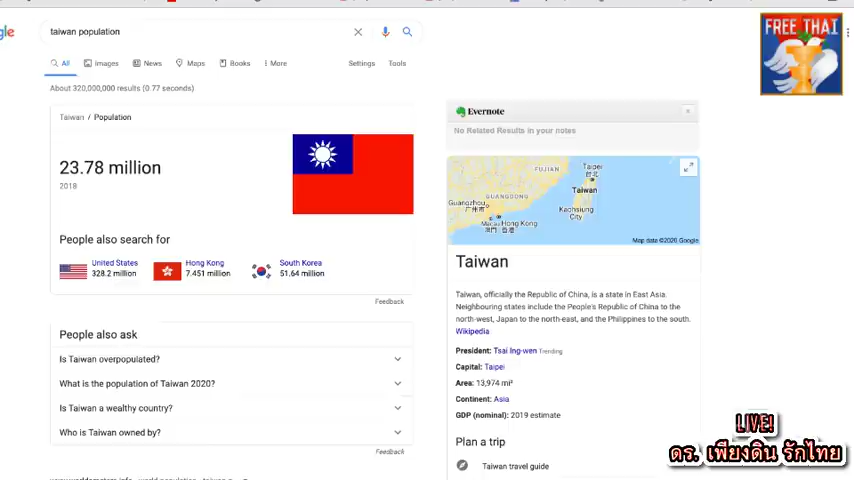 gle
taiwan population
All
Images
News
Maps
Books
More
Settings
Tools
FREE THAI
About 320,000,000 results (0.77 seconds)
Taiwan / Population
23.78 million
2018
People also search for
United States
328.2 million
Hong Kong
7.451 million
South Korea
51.64 million
Feedback
People also ask
Is Taiwan overpopulated?
What is the population of Taiwan 2020?
Is Taiwan a wealthy country?
Who is Taiwan owned by?
Feedback
Evernote
No Related Results in your notes
FUJIAN
Taipei
台北
GUANGDONG
Taiwan
Guangzhou
广州市
Kaohsiung
City
Macao
Hong Kong
澳門
香港
Map data ©2020 Google
Taiwan
Taiwan, officially the Republic of China, is a state in East Asia.
Neighbouring states include the People's Republic of China to the
north-west, Japan to the north-east, and the Philippines to the south.
Wikipedia
President: Tsai Ing-wen Trending
Capital: Taipei
Area: 13,974 mi²
Continent: Asia
GDP (nominal): 2019 estimate
Plan a trip
Taiwan travel guide
LIVE!
ดร. เพียงดิน รักไทย